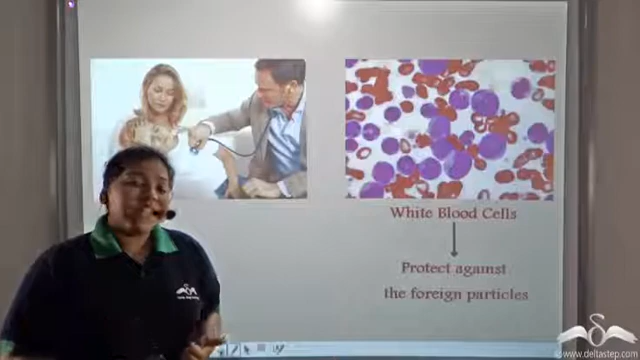 White Blood Cells
Protect against
the foreign particles
www.deltastep.com